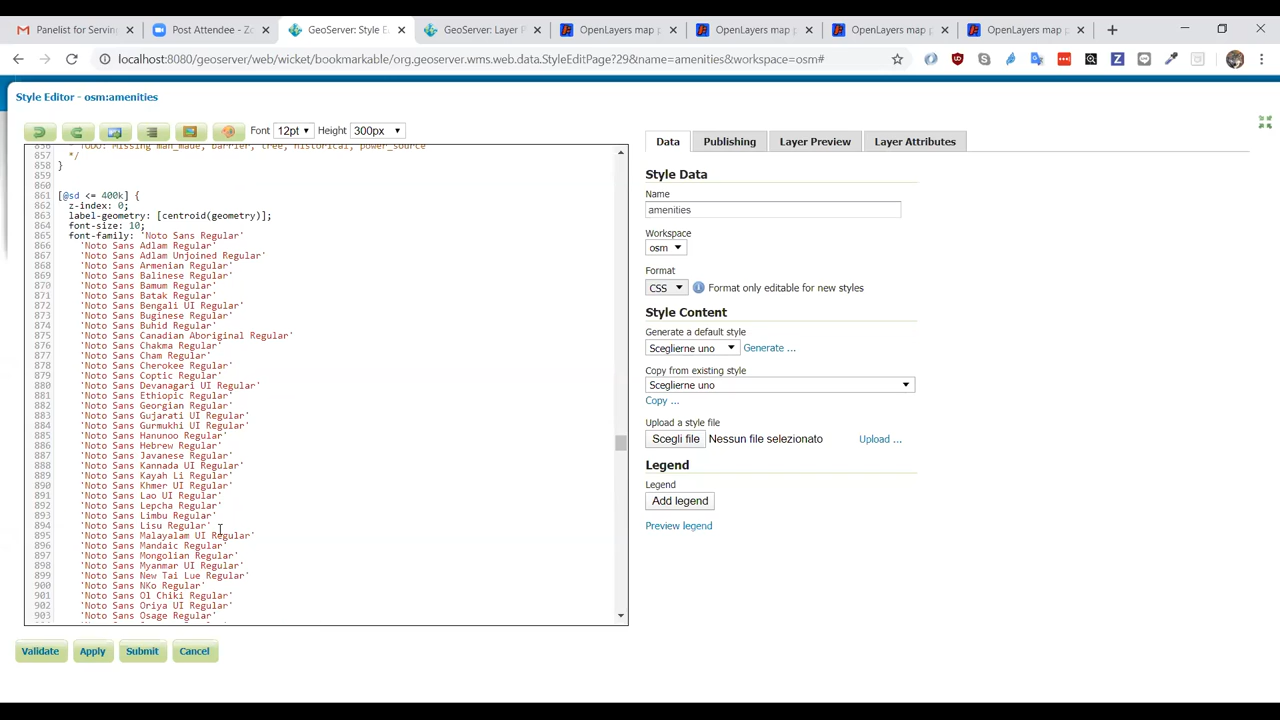 Panelist for Serving
Post Attendee - Zo
GeoServer: Style E
GeoServer: Layer P
OpenLayers map p
OpenLayers map p
OpenLayers map p
OpenLayers map p
localhost:8080/geoserver/web/wicket/bookmarkable/org.geoserver.wms.web.data.StyleEditPage?29&name=amenities&workspace=osm#
Style Editor - osm:amenities
Font 12pt Height 300px
856 * TODO: Missing man_made, barrier, tree, historical, power_source
857 */
858 }
859
860
861 [@sd <= 400k] {
862 z-index: 0;
863 label-geometry: [centroid(geometry)];
864 font-size: 10;
865 font-family: 'Noto Sans Regular'
866 'Noto Sans Adlam Regular'
867 'Noto Sans Adlam Unjoined Regular'
868 'Noto Sans Armenian Regular'
869 'Noto Sans Balinese Regular'
870 'Noto Sans Bamum Regular'
871 'Noto Sans Batak Regular'
872 'Noto Sans Bengali UI Regular'
873 'Noto Sans Buginese Regular'
874 'Noto Sans Buhid Regular'
875 'Noto Sans Canadian Aboriginal Regular'
876 'Noto Sans Chakma Regular'
877 'Noto Sans Cham Regular'
878 'Noto Sans Cherokee Regular'
879 'Noto Sans Coptic Regular'
880 'Noto Sans Devanagari UI Regular'
881 'Noto Sans Ethiopic Regular'
882 'Noto Sans Georgian Regular'
883 'Noto Sans Gujarati UI Regular'
884 'Noto Sans Gurmukhi UI Regular'
885 'Noto Sans Hanunoo Regular'
886 'Noto Sans Hebrew Regular'
887 'Noto Sans Javanese Regular'
888 'Noto Sans Kannada UI Regular'
889 'Noto Sans Kayah Li Regular'
890 'Noto Sans Khmer UI Regular'
891 'Noto Sans Lao UI Regular'
892 'Noto Sans Lepcha Regular'
893 'Noto Sans Limbu Regular'
894 'Noto Sans Lisu Regular'
895 'Noto Sans Malayalam UI Regular'
896 'Noto Sans Mandaic Regular'
897 'Noto Sans Mongolian Regular'
898 'Noto Sans Myanmar UI Regular'
899 'Noto Sans New Tai Lue Regular'
900 'Noto Sans NKo Regular'
901 'Noto Sans Ol Chiki Regular'
902 'Noto Sans Oriya UI Regular'
903 'Noto Sans Osage Regular'
Validate
Apply
Submit
Cancel
Data
Publishing
Layer Preview
Layer Attributes
Style Data
Name
amenities
Workspace
osm
Format
CSS Format only editable for new styles
Style Content
Generate a default style
Sceglierne uno Generate ...
Copy from existing style
Sceglierne uno
Copy ...
Upload a style file
Scegli file Nessun file selezionato Upload ...
Legend
Legend
Add legend
Preview legend